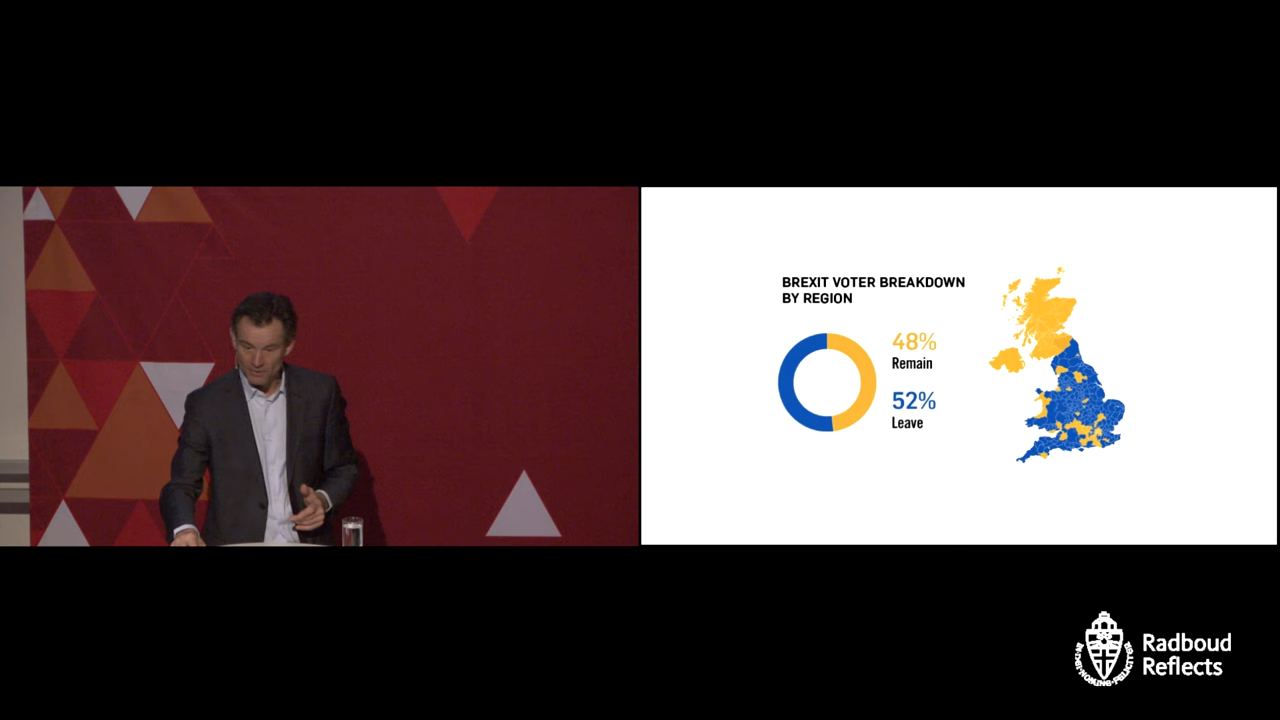 BREXIT VOTER BREAKDOWN
BY REGION
48%
Remain
52%
Leave
Radboud
Reflects